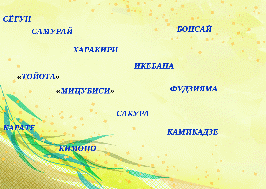 СЁГУН
БОНСАЙ
САМУРАЙ
ХАРАКИРИ
ИКЕБАНА
«ТОЙОТА»
«МИЦУБИСИ»
ФУДЗИЯМА
САКУРА
КАРАТЕ
КАМИКАДЗЕ
КИМОНО